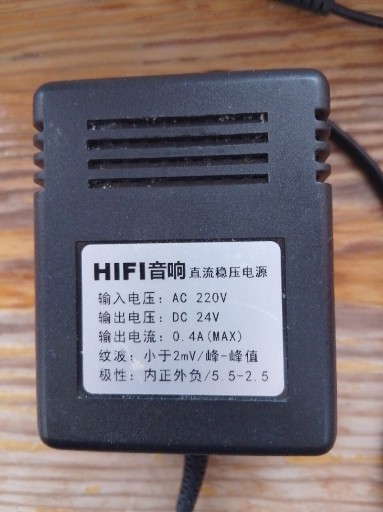 HIFI音响 直流稳压电源
输入电压: AC 220V
输出电压: DC 24V
输出电流: 0.4A(MAX)
纹波: 小于2mV/峰-峰值
极性: 内正外负/5.5-2.5